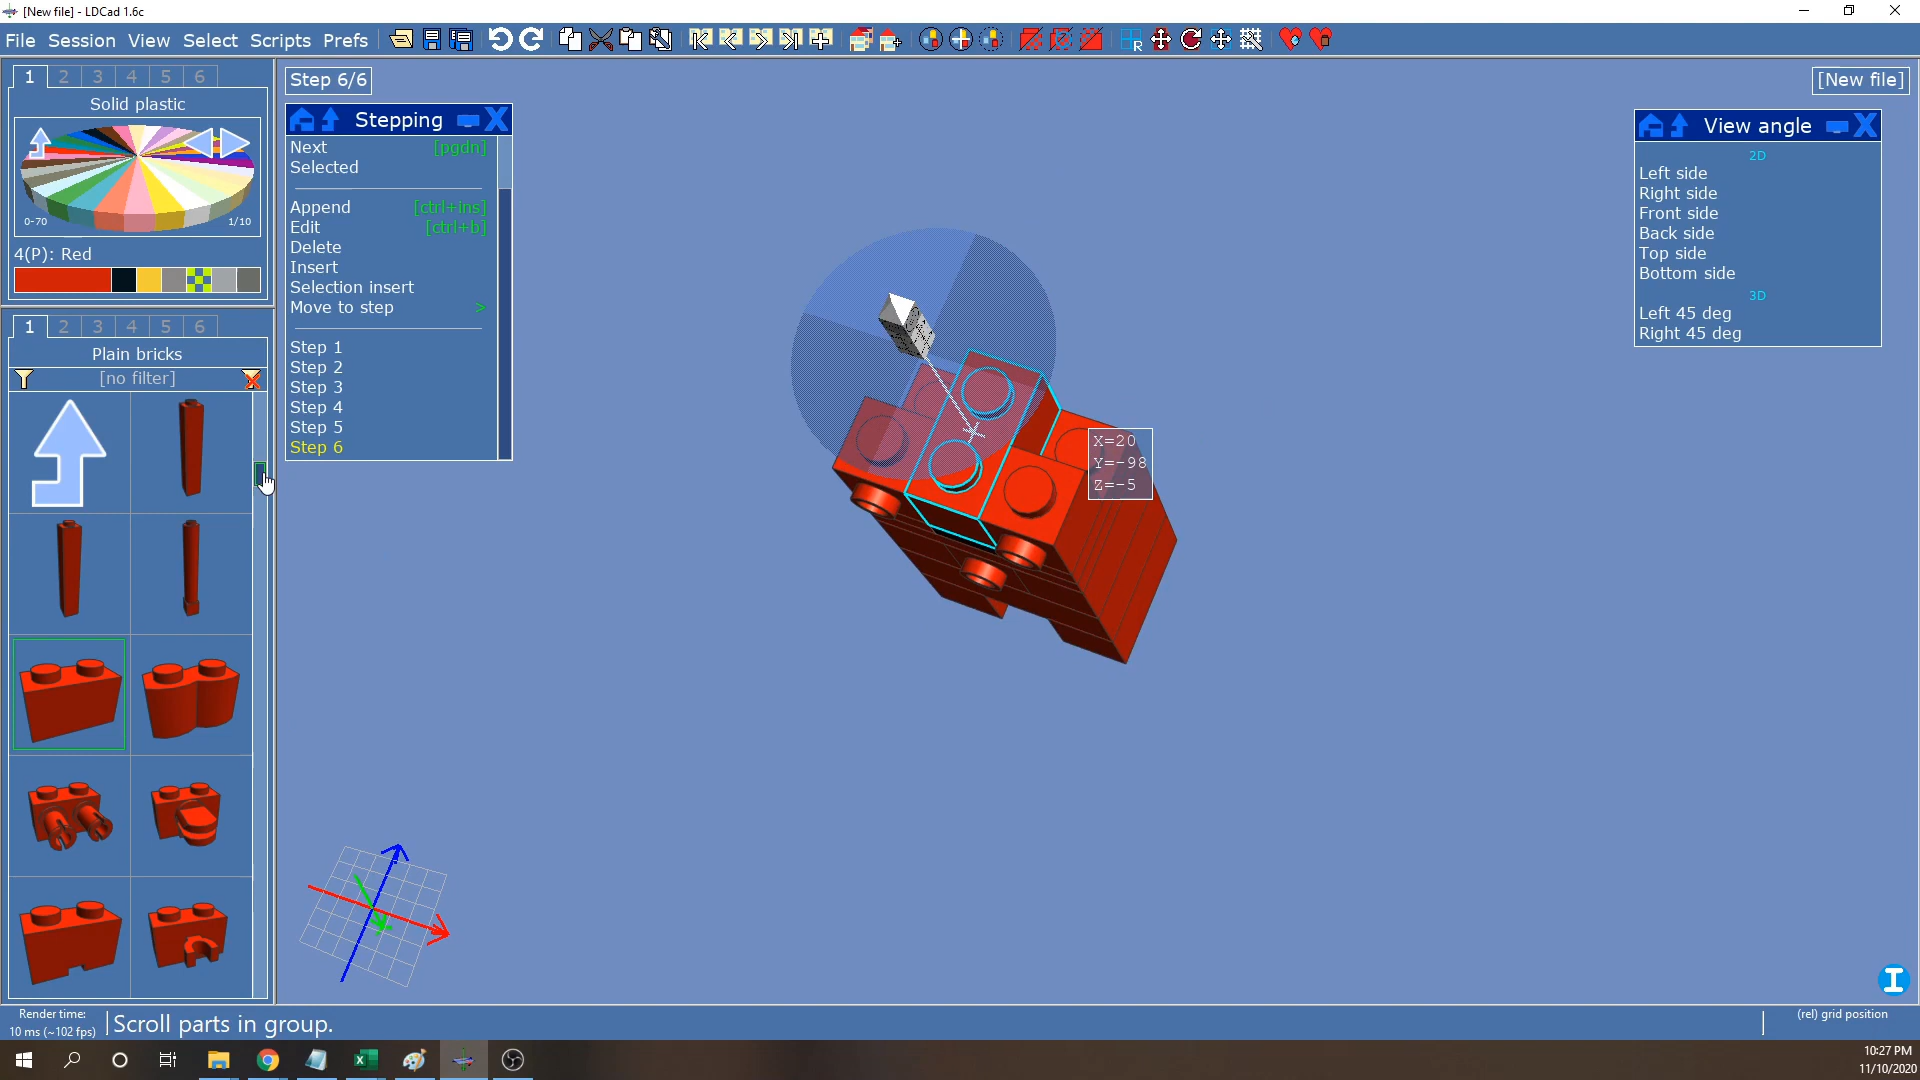 [New file] - LDCad 1.6c
File Session View Select Scripts Prefs
1 2 3 4 5 6
Solid plastic
0-70 1/10
4(P): Red
1 2 3 4 5 6
Plain bricks
[no filter]
Step 6/6
Stepping
Next [pgdn]
Selected
Append [ctrl+ins]
Edit [ctrl+b]
Delete
Insert
Selection insert
Move to step >
Step 1
Step 2
Step 3
Step 4
Step 5
Step 6
X=20
Y=-98
Z=-5
[New file]
View angle
2D
Left side
Right side
Front side
Back side
Top side
Bottom side
3D
Left 45 deg
Right 45 deg
Render time:
10 ms (~102 fps)
Scroll parts in group.
(rel) grid position
10:27 PM
11/10/2020